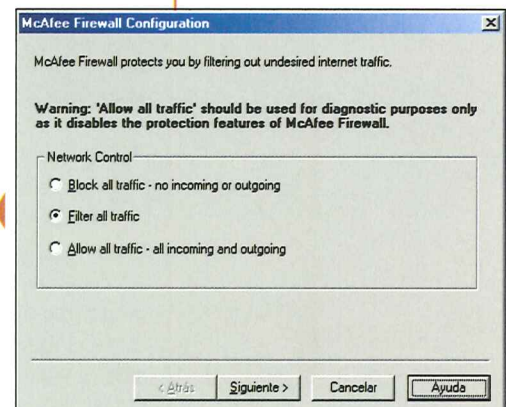 McAfee Firewall Configuration
McAfee Firewall protects you by filtering out undesired internet traffic.
Warning: 'Allow all traffic' should be used for diagnostic purposes only
as it disables the protection features of McAfee Firewall.
Network Control
Block all traffic - no incoming or outgoing
Filter all traffic
Allow all traffic - all incoming and outgoing
< Atrás
Siguiente >
Cancelar
Ayuda